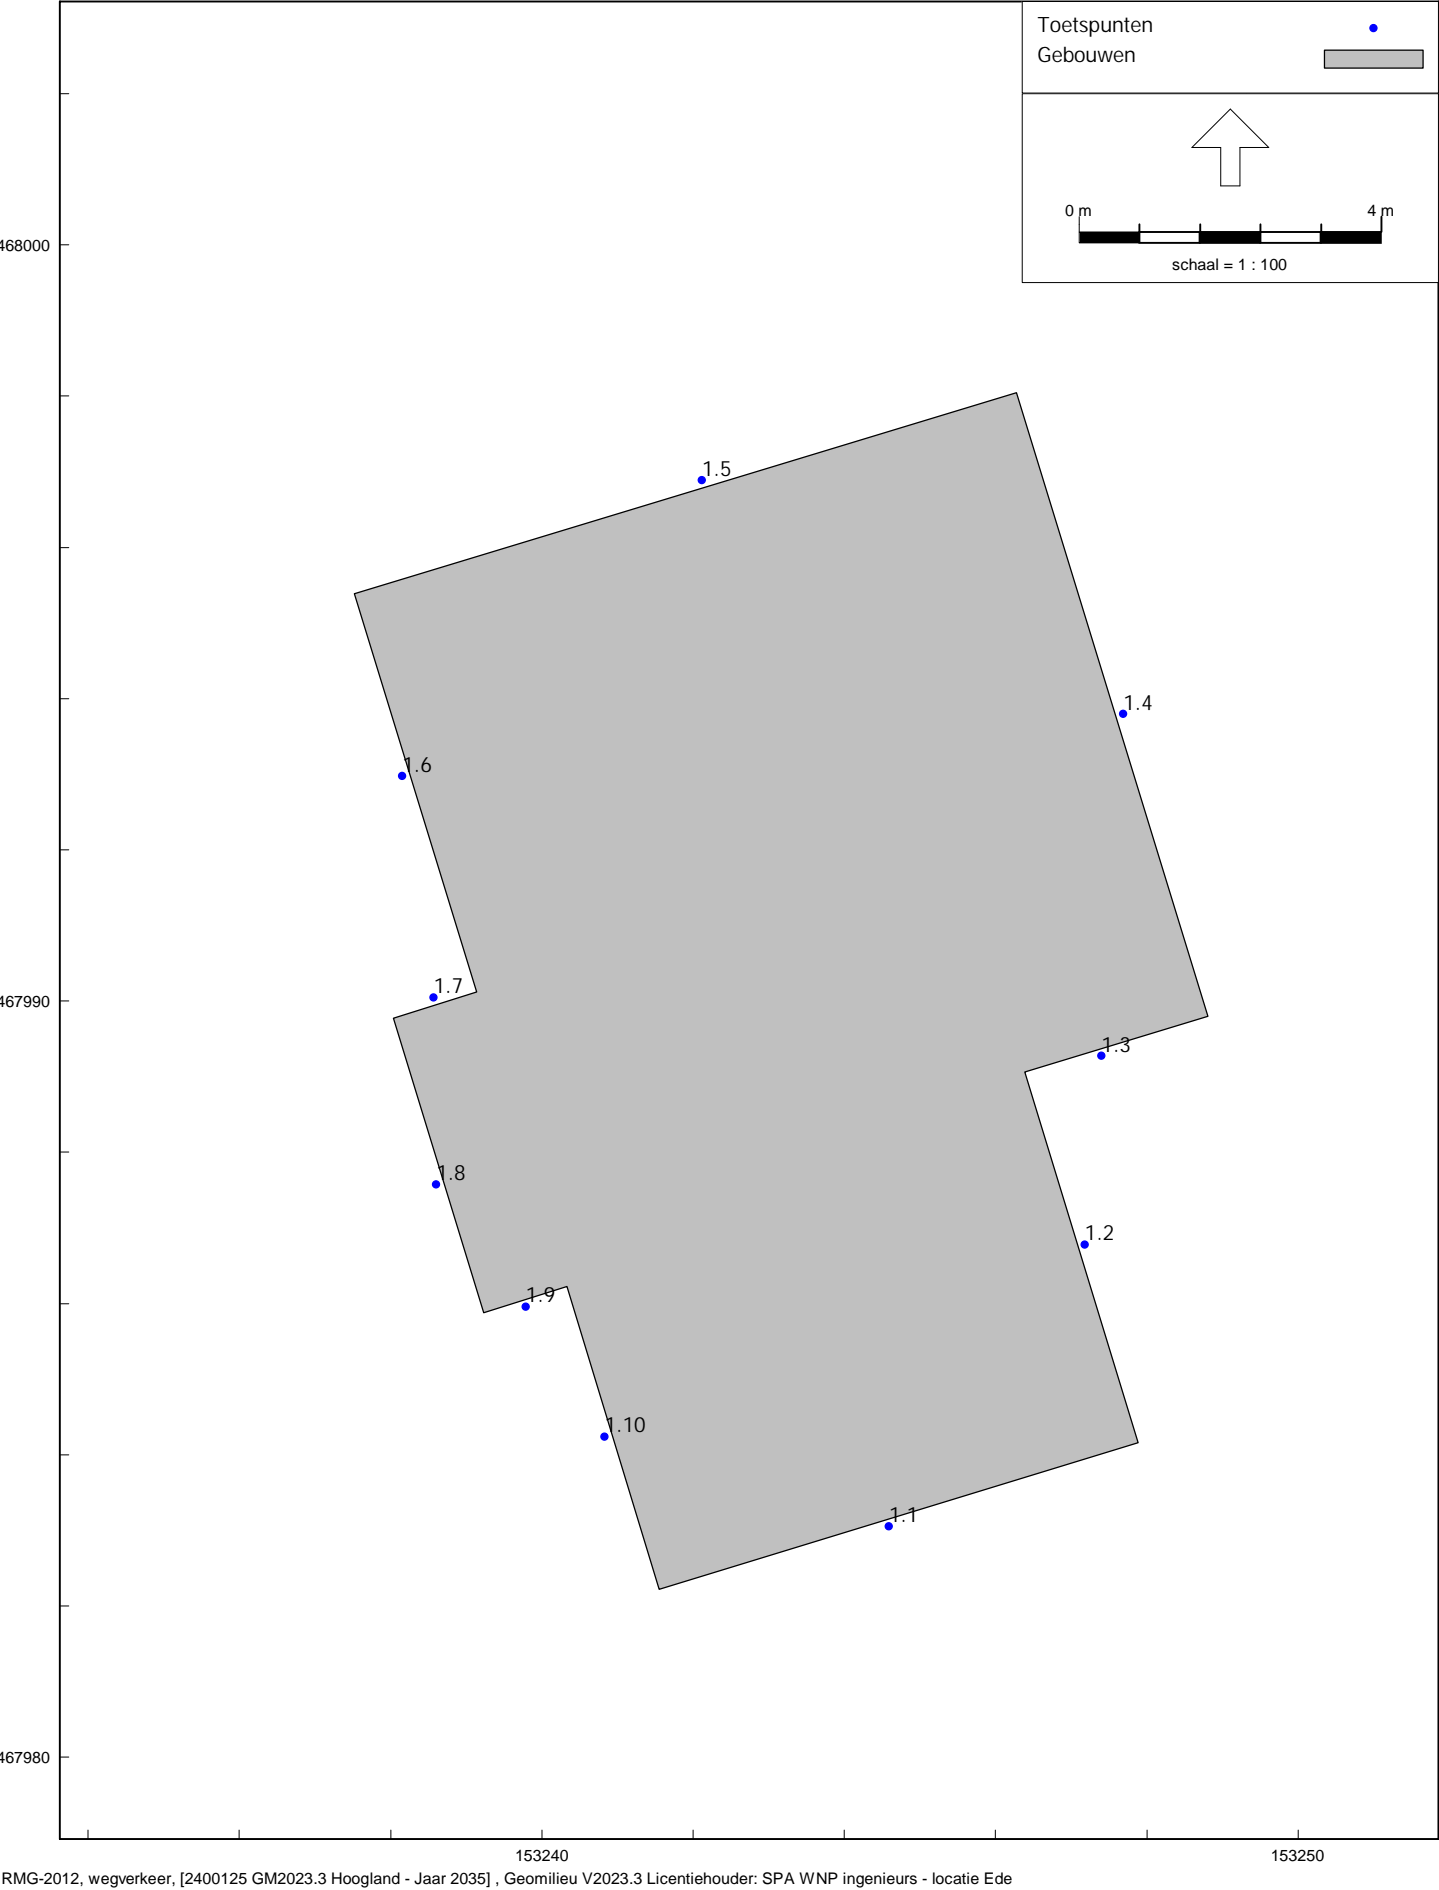 Toetspunten
Gebouwen
0 m 4 m
schaal = 1 : 100
468000
1.5
1.4
1.6
1.7
467990
1.3
1.8
1.2
1.9
1.10
1.1
467980
153240 153250
RMG-2012, wegverkeer, [2400125 GM2023.3 Hoogland - Jaar 2035] , Geomilieu V2023.3 Licentiehouder: SPA WNP ingenieurs - locatie Ede